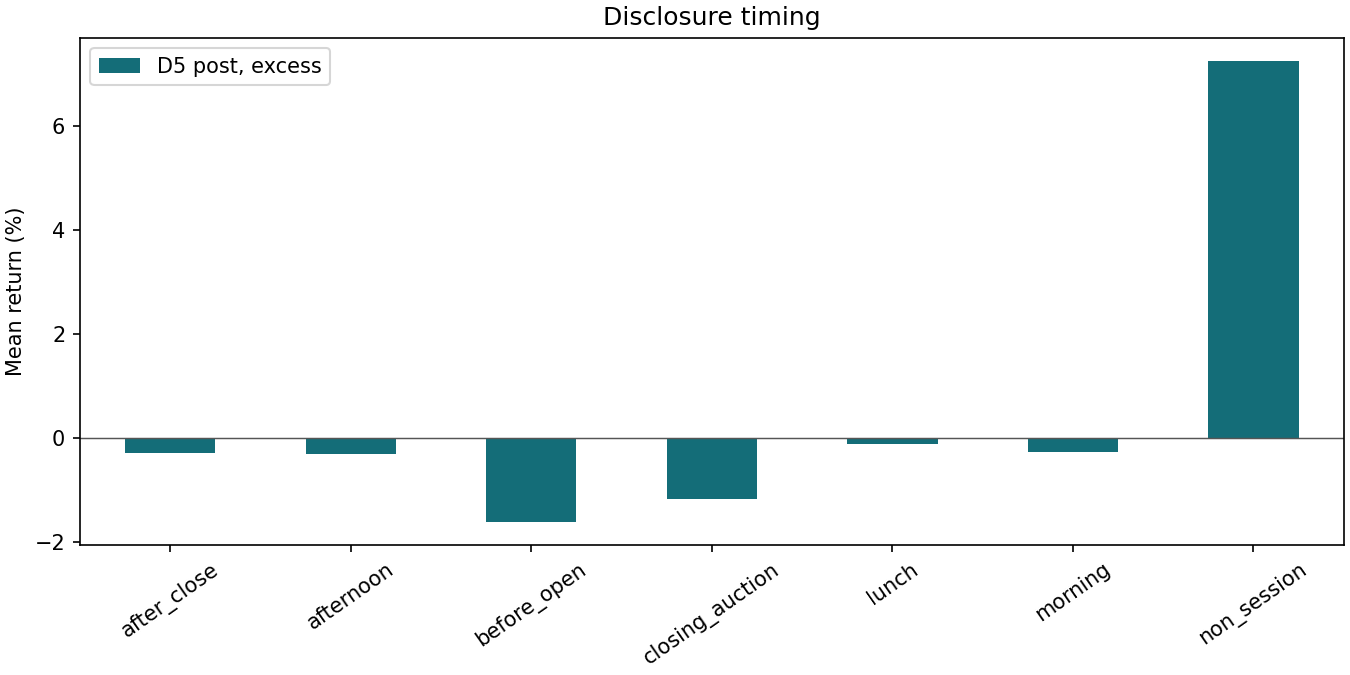 Disclosure timing
D5 post, excess
Mean return (%)
6
4
2
0
−2
after_close
afternoon
before_open
closing_auction
lunch
morning
non_session